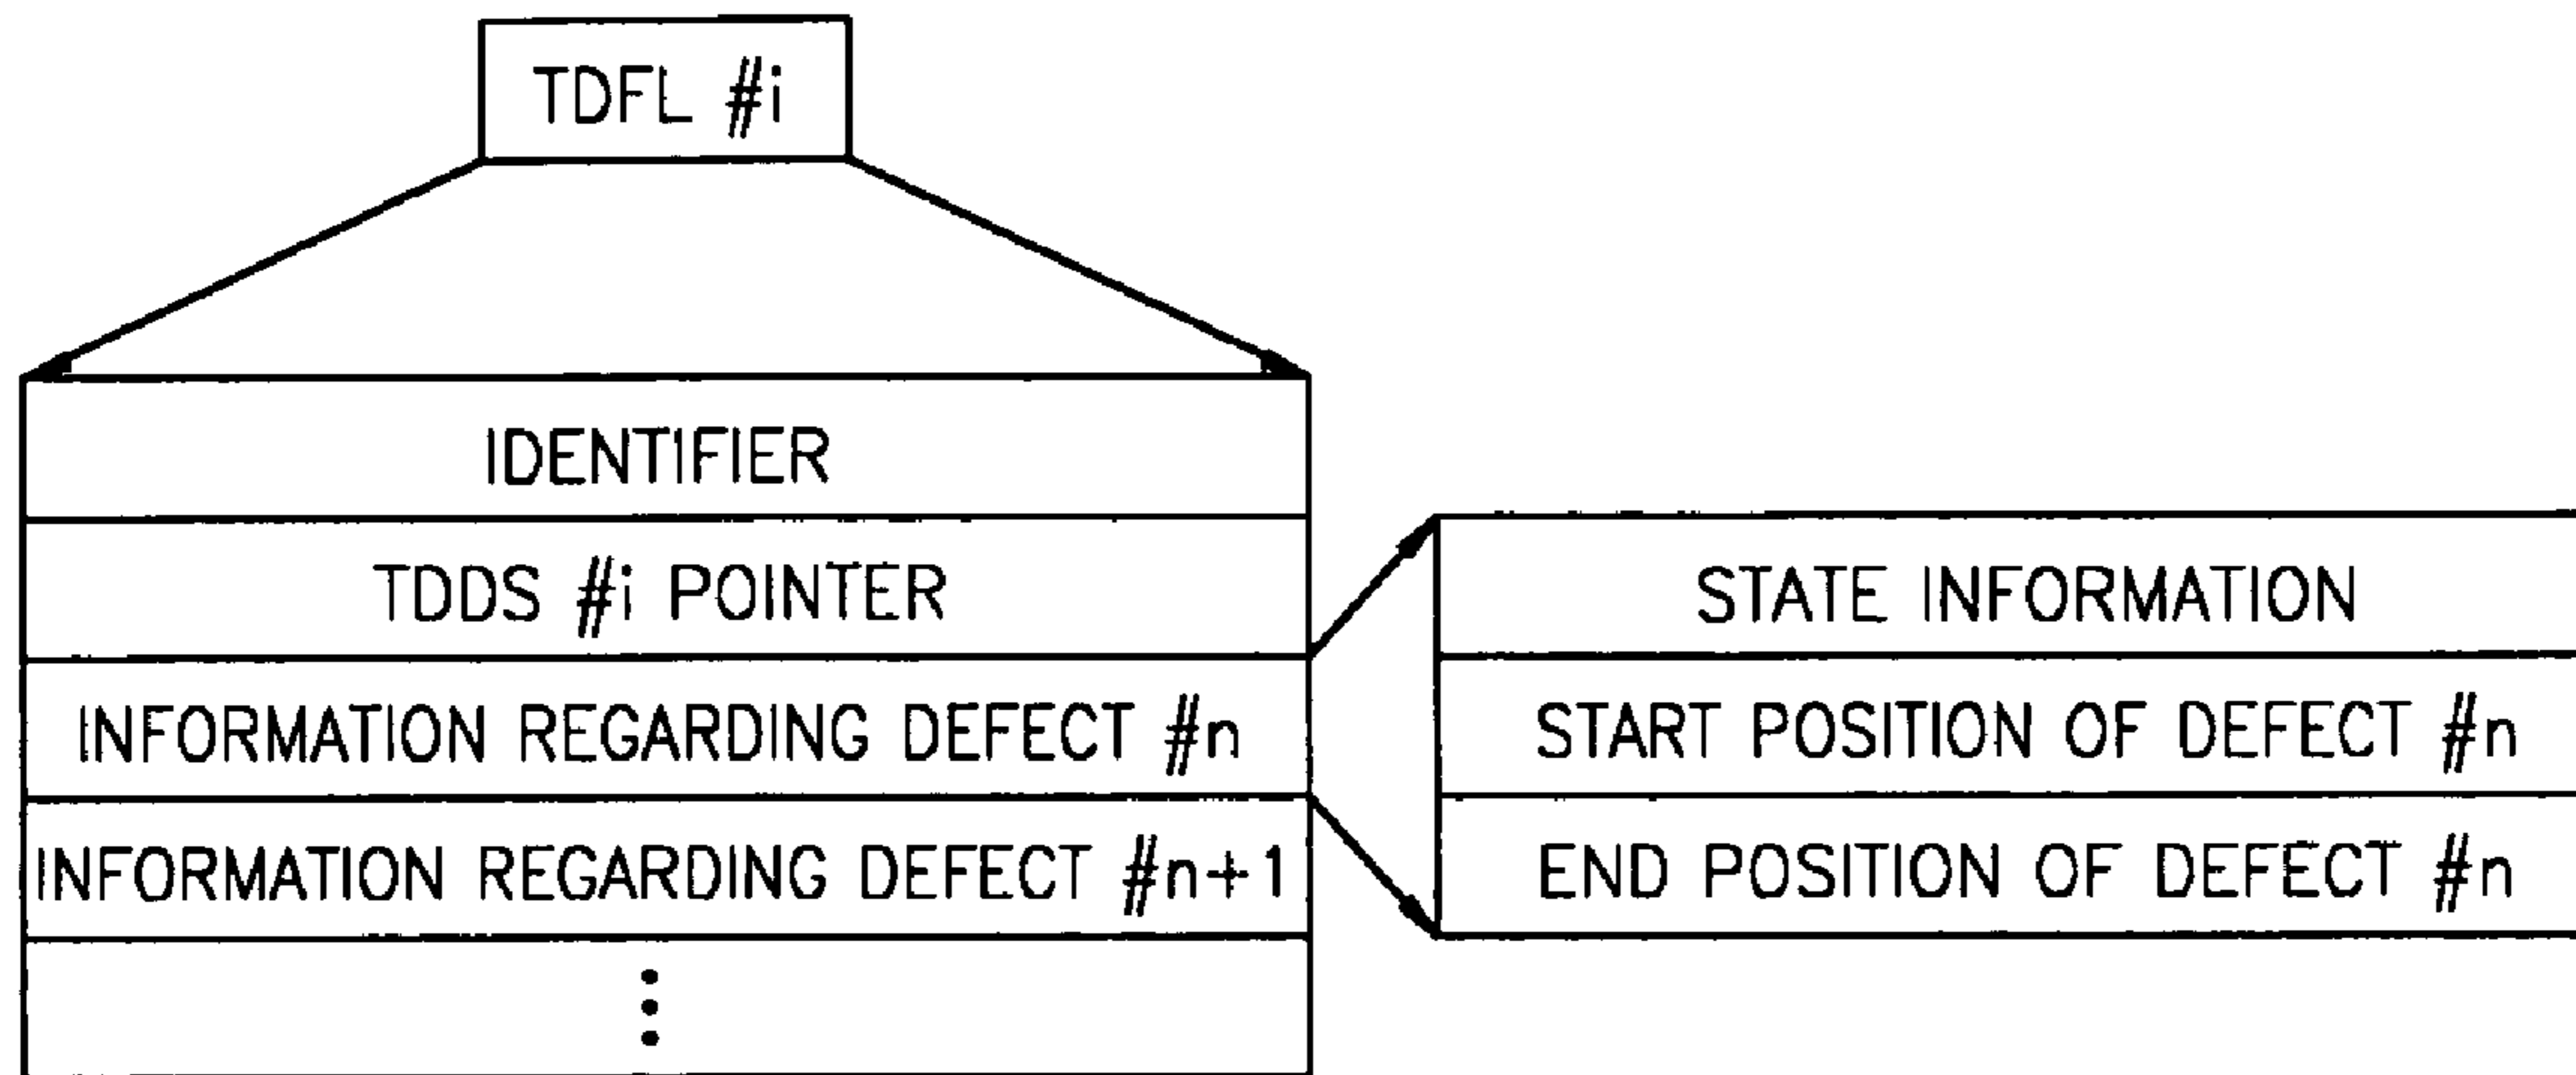 TDFL #i
IDENTIFIER
TDDS #i POINTER
INFORMATION REGARDING DEFECT #n
INFORMATION REGARDING DEFECT #n+1
⋮
STATE INFORMATION
START POSITION OF DEFECT #n
END POSITION OF DEFECT #n